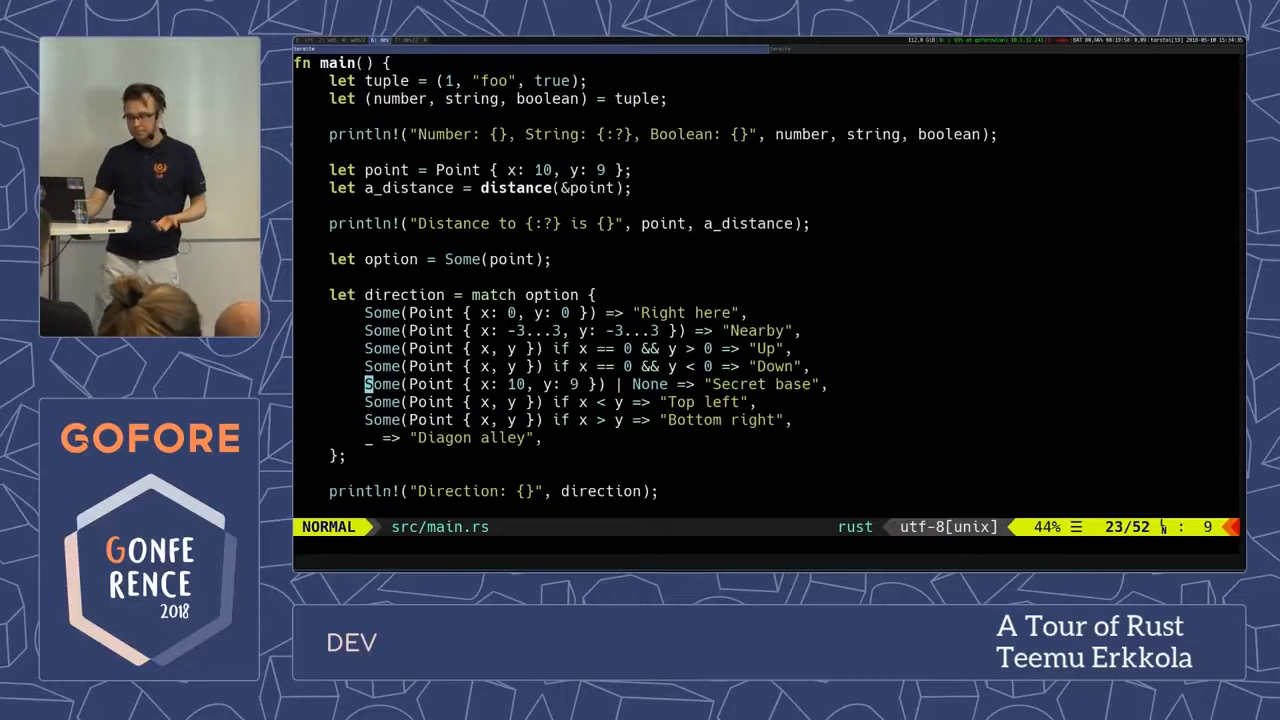 fn main() {
let tuple = (1, "foo", true);
let (number, string, boolean) = tuple;
println!("Number: {}, String: {:?}, Boolean: {}", number, string, boolean);
let point = Point { x: 10, y: 9 };
let a_distance = distance(&point);
println!("Distance to {:?} is {}", point, a_distance);
let option = Some(point);
let direction = match option {
Some(Point { x: 0, y: 0 }) => "Right here",
Some(Point { x: -3...3, y: -3...3 }) => "Nearby",
Some(Point { x, y }) if x == 0 && y > 0 => "Up",
Some(Point { x, y }) if x == 0 && y < 0 => "Down",
Some(Point { x: 10, y: 9 }) | None => "Secret base",
Some(Point { x, y }) if x < y => "Top left",
Some(Point { x, y }) if x > y => "Bottom right",
_ => "Diagon alley",
};
println!("Direction: {}", direction);
NORMAL src/main.rs rust utf-8[unix] 44% ☰ 23/52 : 9
GOFORE
GONFE
RENCE
2018
DEV
A Tour of Rust
Teemu Erkkola